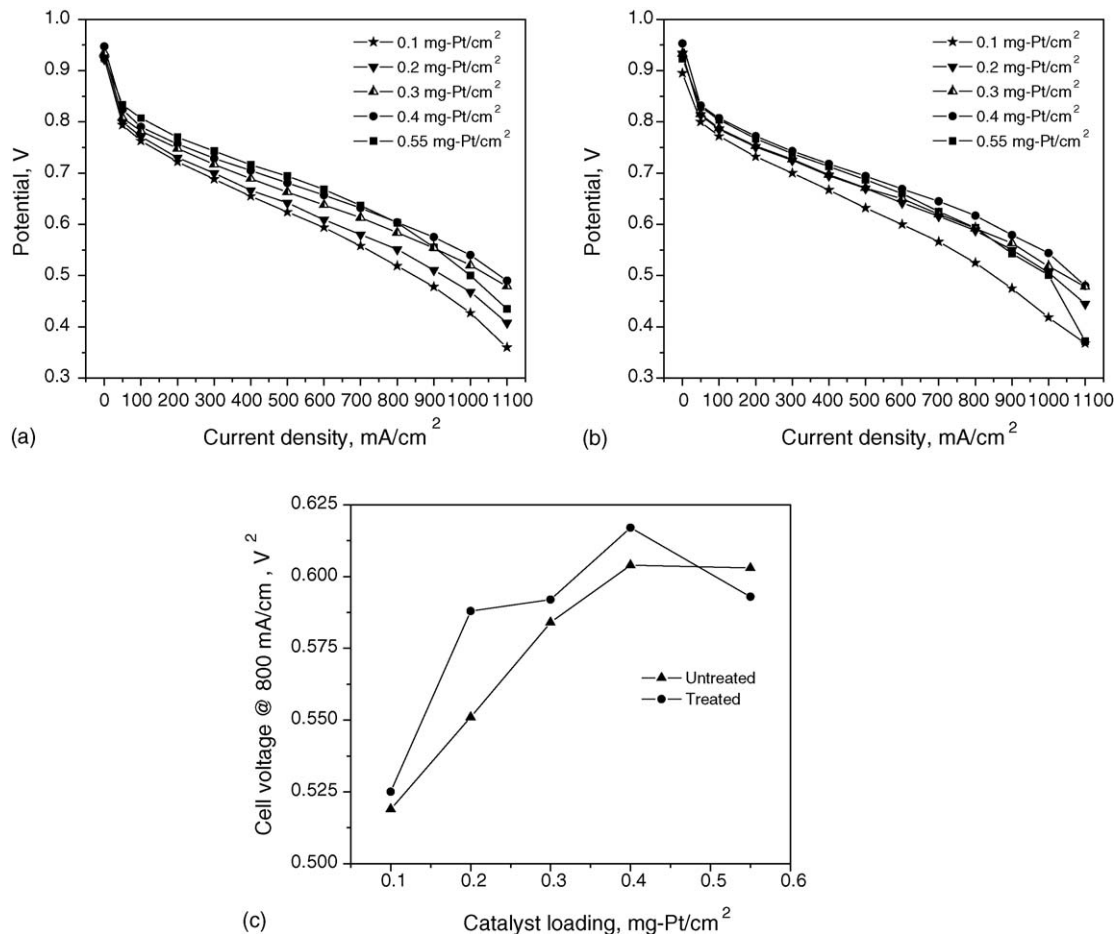 1.0
0.9
0.8
0.7
0.6
0.5
0.4
0.3
Potential, V
0.1 mg-Pt/cm²
0.2 mg-Pt/cm²
0.3 mg-Pt/cm²
0.4 mg-Pt/cm²
0.55 mg-Pt/cm²
0 100 200 300 400 500 600 700 800 900 1000 1100
Current density, mA/cm²
(a)
1.0
0.9
0.8
0.7
0.6
0.5
0.4
0.3
Potential, V
0.1 mg-Pt/cm²
0.2 mg-Pt/cm²
0.3 mg-Pt/cm²
0.4 mg-Pt/cm²
0.55 mg-Pt/cm²
0 100 200 300 400 500 600 700 800 900 1000 1100
Current density, mA/cm²
(b)
0.625
0.600
0.575
0.550
0.525
0.500
Cell voltage @ 800 mA/cm , V²
Untreated
Treated
0.1 0.2 0.3 0.4 0.5 0.6
Catalyst loading, mg-Pt/cm²
(c)